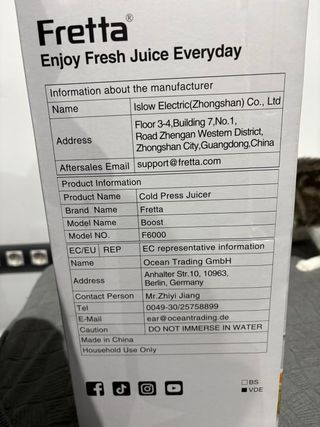 Fretta®
Enjoy Fresh Juice Everyday
Information about the manufacturer
Name Islow Electric(Zhongshan) Co., Ltd
Address Floor 3-4,Building 7,No.1,
Road Zhengan Western District,
Zhongshan City,Guangdong,China
Aftersales Email support@fretta.com
Product Information
Product Name Cold Press Juicer
Brand Name Fretta
Model Name Boost
Model NO. F6000
EC/EU REP EC representative information
Name Ocean Trading GmbH
Address Anhalter Str.10, 10963,
Berlin, Germany
Contact Person Mr.Zhiyi Jiang
Tel 0049-30/25758899
E-Mail ear@oceantrading.de
Caution DO NOT IMMERSE IN WATER
Made in China
Household Use Only
BS
VDE